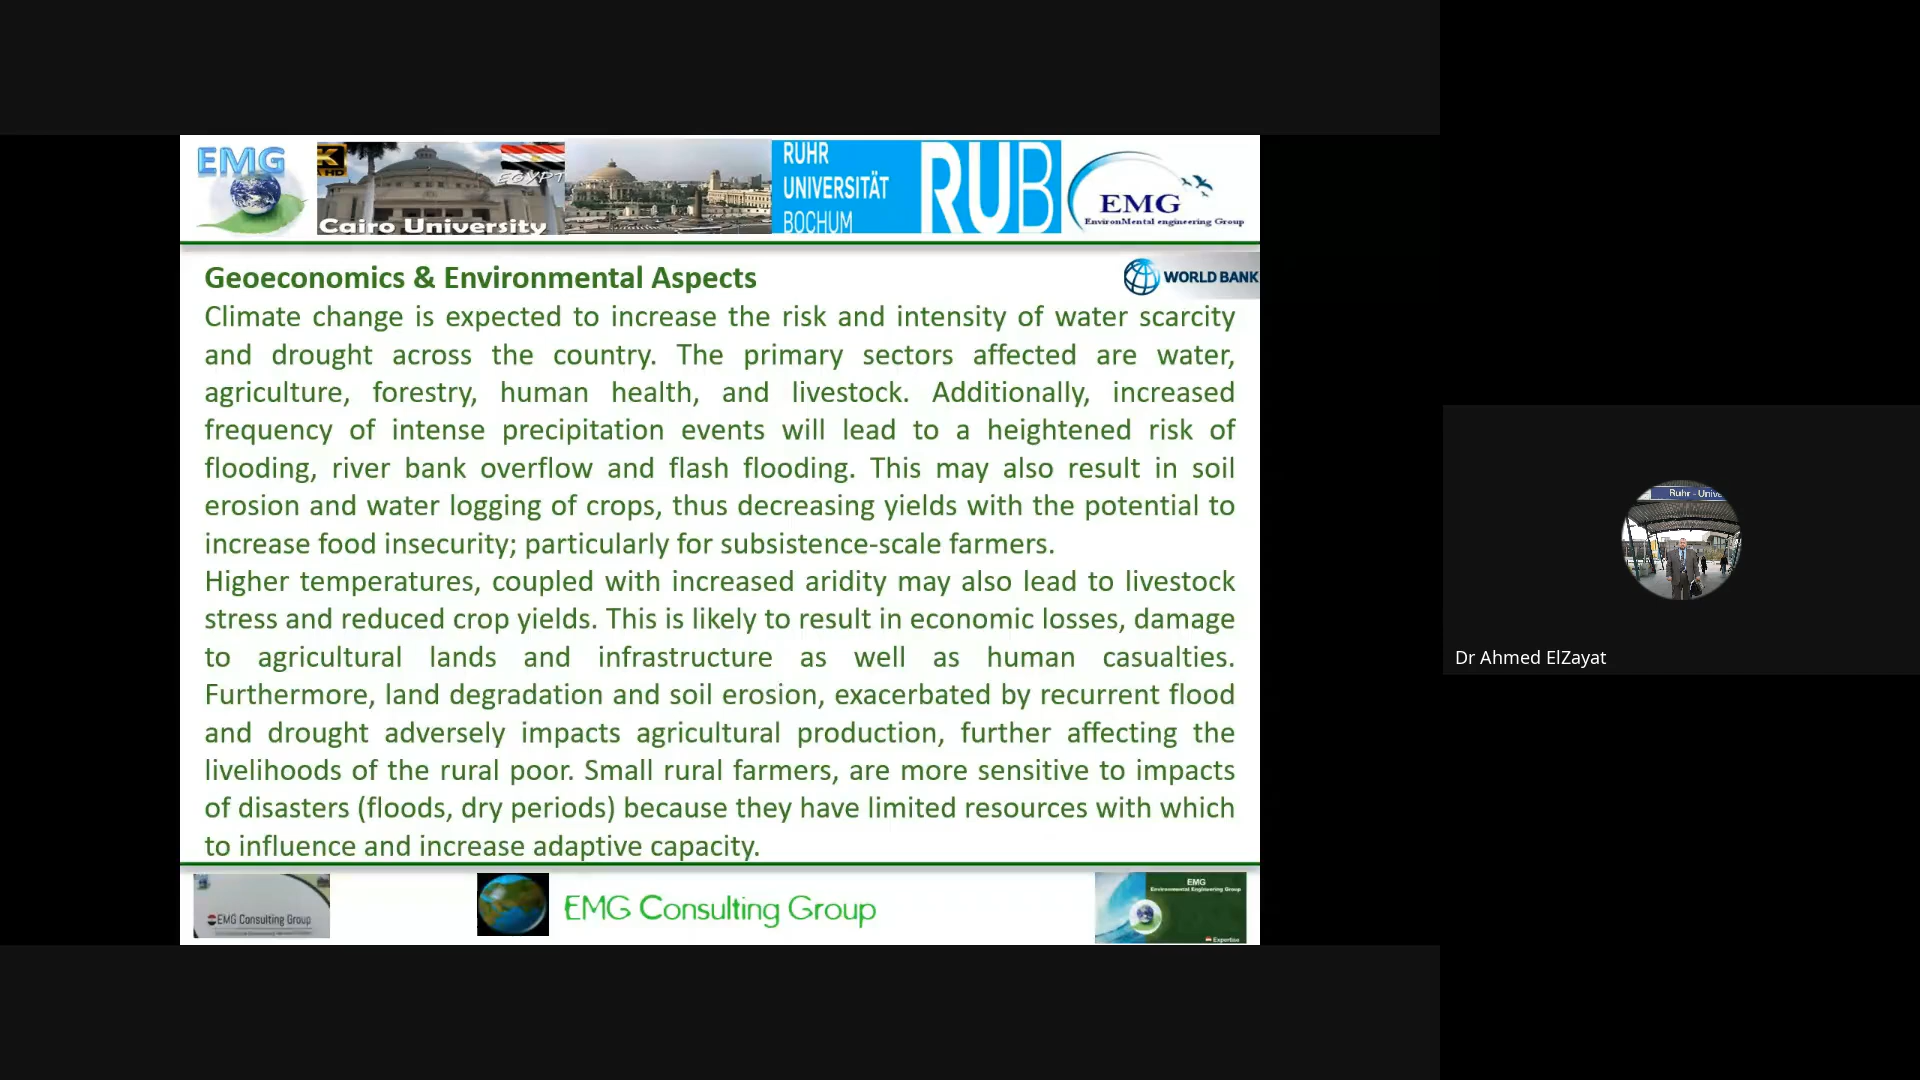 EMG
K
HD
EGYPT
Cairo University
RUHR
UNIVERSITÄT
BOCHUM
RUB
EMG
EnvironMental engineering Group
Geoeconomics & Environmental Aspects
WORLD BANK
Climate change is expected to increase the risk and intensity of water scarcity
and drought across the country. The primary sectors affected are water,
agriculture, forestry, human health, and livestock. Additionally, increased
frequency of intense precipitation events will lead to a heightened risk of
flooding, river bank overflow and flash flooding. This may also result in soil
erosion and water logging of crops, thus decreasing yields with the potential to
increase food insecurity; particularly for subsistence-scale farmers.
Higher temperatures, coupled with increased aridity may also lead to livestock
stress and reduced crop yields. This is likely to result in economic losses, damage
to agricultural lands and infrastructure as well as human casualties.
Furthermore, land degradation and soil erosion, exacerbated by recurrent flood
and drought adversely impacts agricultural production, further affecting the
livelihoods of the rural poor. Small rural farmers, are more sensitive to impacts
of disasters (floods, dry periods) because they have limited resources with which
to influence and increase adaptive capacity.
Ruhr - Unive
Dr Ahmed ElZayat
EMG Consulting Group
EMG Consulting Group
EMG
Environmental Engineering Group
Expertise